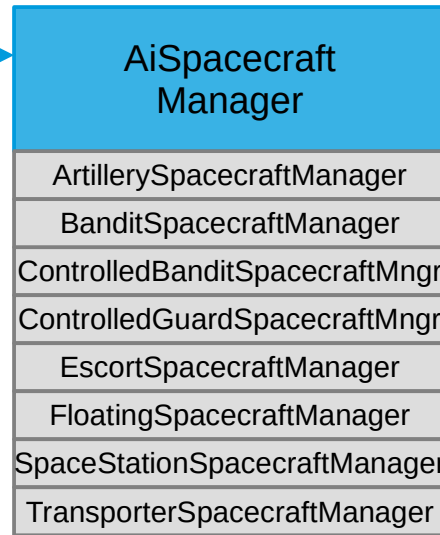 AiSpacecraft
Manager
ArtillerySpacecraftManager
BanditSpacecraftManager
ControlledBanditSpacecraftMngr
ControlledGuardSpacecraftMngr
EscortSpacecraftManager
FloatingSpacecraftManager
SpaceStationSpacecraftManager
TransporterSpacecraftManager